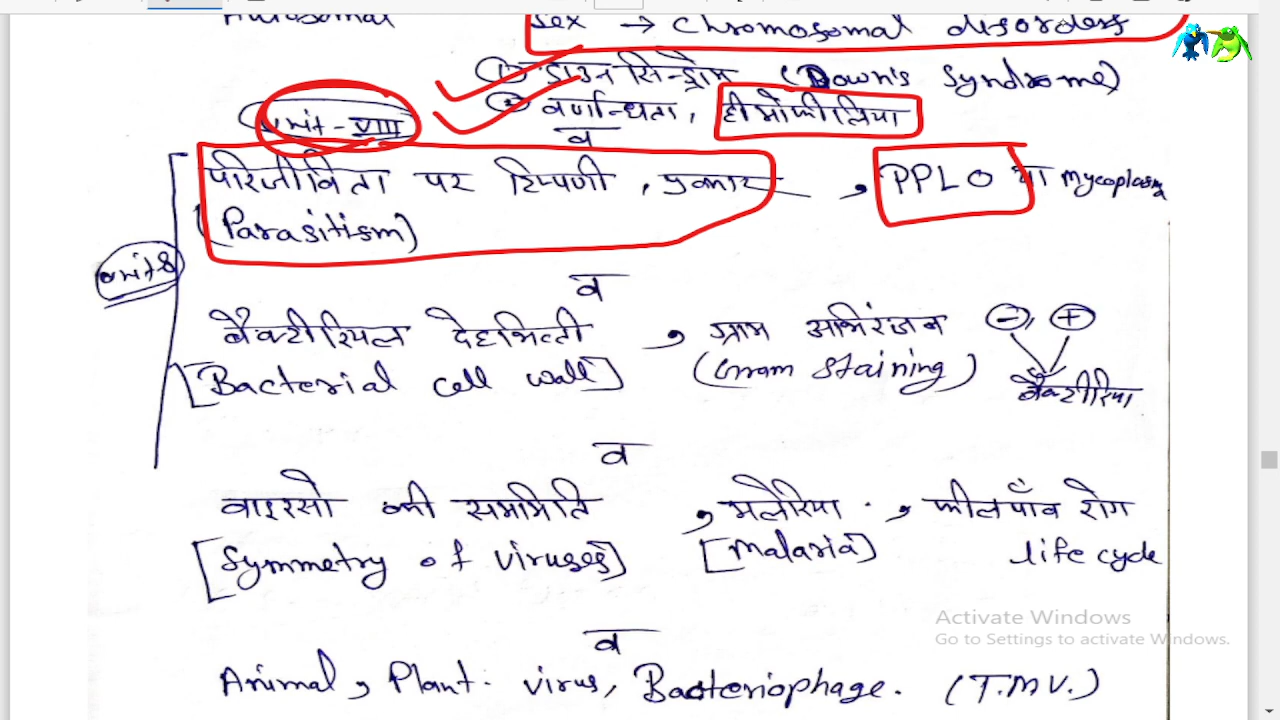 Autosomal
Sex → Chromosomal disorders
① डाउन सिन्ड्रोम (Down's Syndrome)
② वर्णान्धता, हीमोफीलिया
Unit-VIII
व
परजीविता पर टिप्पणी, प्रकार, PPLO या Mycoplasma
(Parasitism)
unit 8
व
बैक्टीरियल देहभित्ती, ग्राम अभिरंजन ⊖, ⊕
[Bacterial cell wall] (Gram Staining)
बैक्टीरिया
व
वाइरसो की सममिति, मलेरिया, फीलपाँव रोग
[Symmetry of viruses] [Malaria] life cycle
Activate Windows
Go to Settings to activate Windows.
व
Animal, Plant virus, Bacteriophage. (T.M.V.)